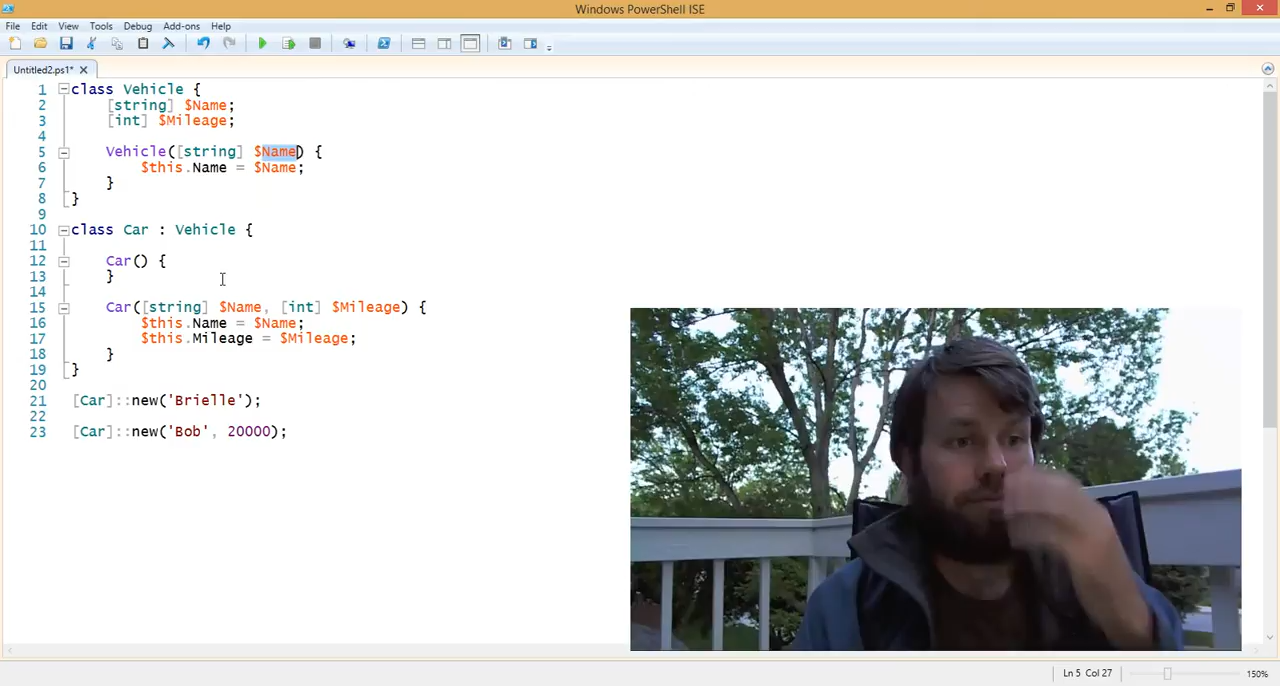 Windows PowerShell ISE
File Edit View Tools Debug Add-ons Help
Untitled2.ps1*
1 class Vehicle {
2 [string] $Name;
3 [int] $Mileage;
4
5 Vehicle([string] $Name) {
6 $this.Name = $Name;
7 }
8 }
9
10 class Car : Vehicle {
11
12 Car() {
13 }
14
15 Car([string] $Name, [int] $Mileage) {
16 $this.Name = $Name;
17 $this.Mileage = $Mileage;
18 }
19 }
20
21 [Car]::new('Brielle');
22
23 [Car]::new('Bob', 20000);
Ln 5 Col 27 150%